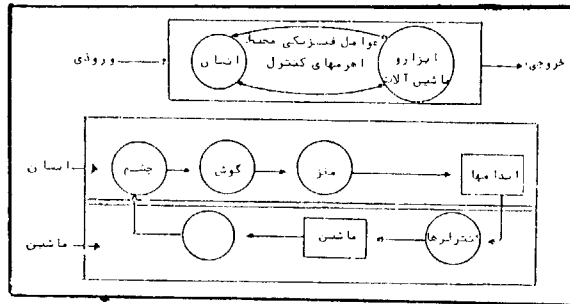 عوامل فیزیکی محیط
ابزار و
ماشین آلات
انسان
اهرمهای کنترل
ورودی
خروجی
انسان
چشم
گوش
مغز
اندامها
ماشین
ماشین
کنترلرها